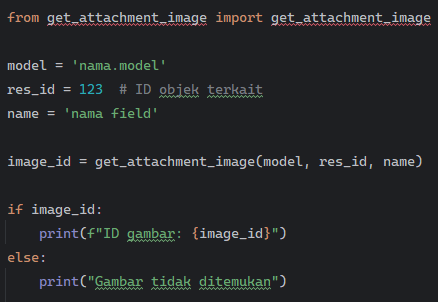 from get_attachment_image import get_attachment_image
model = 'nama.model'
res_id = 123  # ID objek terkait
name = 'nama field'
image_id = get_attachment_image(model, res_id, name)
if image_id:
    print(f"ID gambar: {image_id}")
else:
    print("Gambar tidak ditemukan")